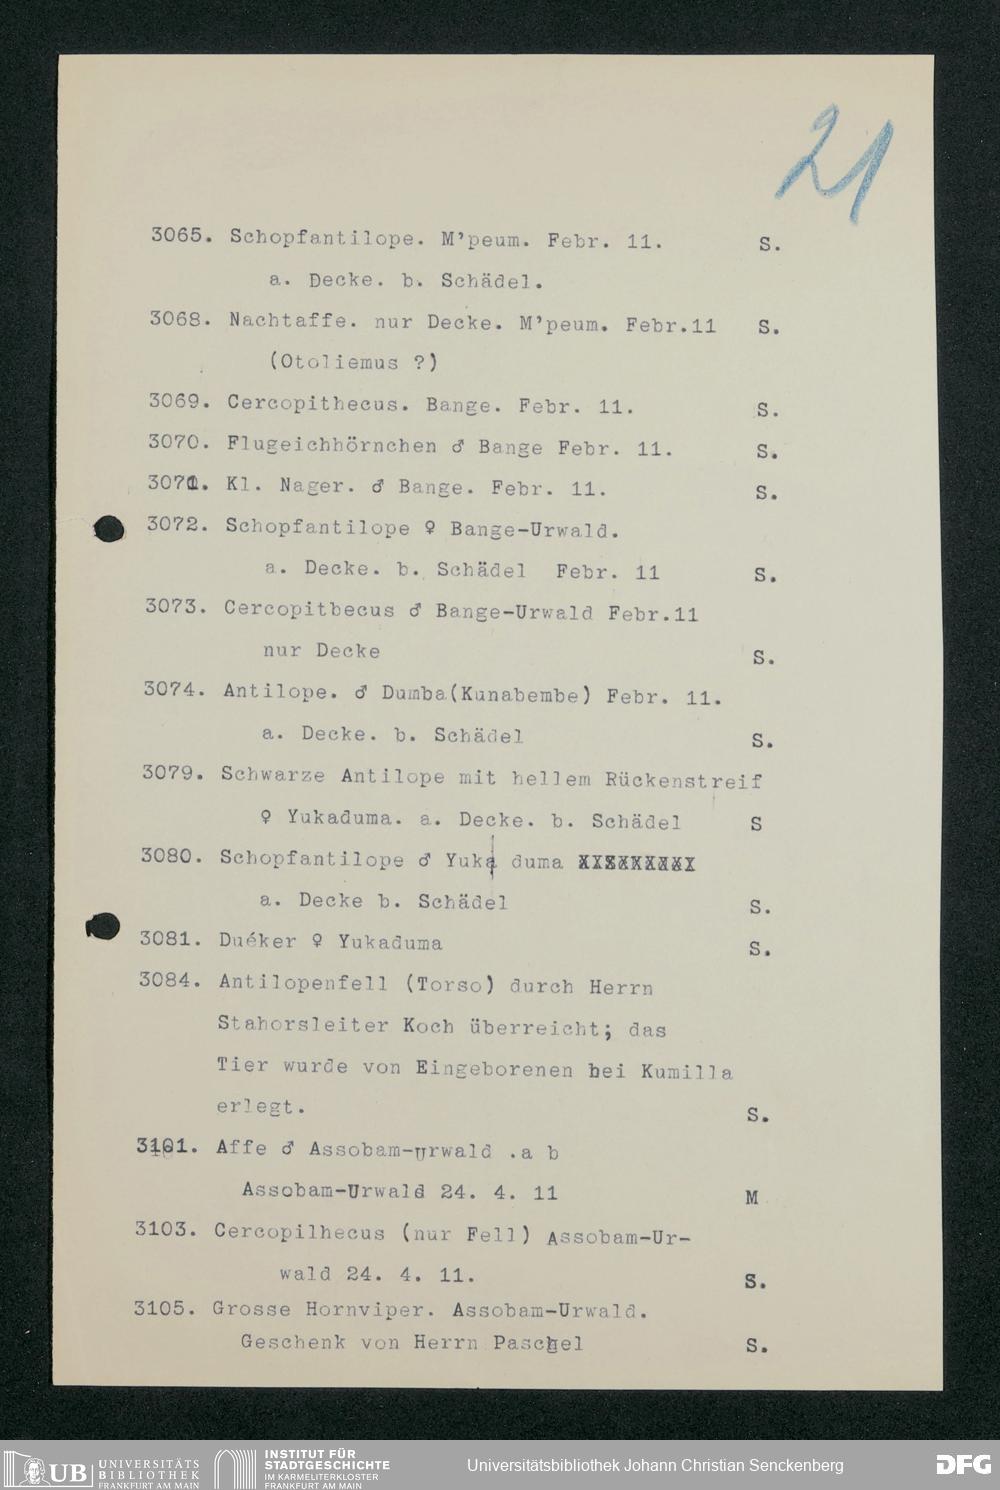 21
3065. Schopfantilope. M'peum. Febr. 11. S.
a. Decke. b. Schädel.
3068. Nachtaffe. nur Decke. M'peum. Febr.11 S.
(Otoliemus ?)
3069. Cercopithecus. Bange. Febr. 11. S.
3070. Flugeichhörnchen ♂ Bange Febr. 11. S.
3071. Kl. Nager. ♂ Bange. Febr. 11. S.
3072. Schopfantilope ♀ Bange-Urwald.
a. Decke. b. Schädel Febr. 11 S.
3073. Cercopitbecus ♂ Bange-Urwald Febr.11
nur Decke S.
3074. Antilope. ♂ Dumba(Kunabembe) Febr. 11.
a. Decke. b. Schädel S.
3079. Schwarze Antilope mit hellem Rückenstreif
♀ Yukaduma. a. Decke. b. Schädel S
3080. Schopfantilope ♂ Yuka duma
a. Decke b. Schädel S.
3081. Duéker ♀ Yukaduma S.
3084. Antilopenfell (Torso) durch Herrn
Stahorsleiter Koch überreicht; das
Tier wurde von Eingeborenen bei Kumilla
erlegt. S.
3101. Affe ♂ Assobam-Urwald .a b
Assobam-Urwald 24. 4. 11 M
3103. Cercopilhecus (nur Fell) Assobam-Ur-
wald 24. 4. 11. S.
3105. Grosse Hornviper. Assobam-Urwald.
Geschenk von Herrn Paschel S.
UB UNIVERSITÄTS
BIBLIOTHEK
FRANKFURT AM MAIN
INSTITUT FÜR
STADTGESCHICHTE
IM KARMELITERKLOSTER
FRANKFURT AM MAIN
Universitätsbibliothek Johann Christian Senckenberg
DFG